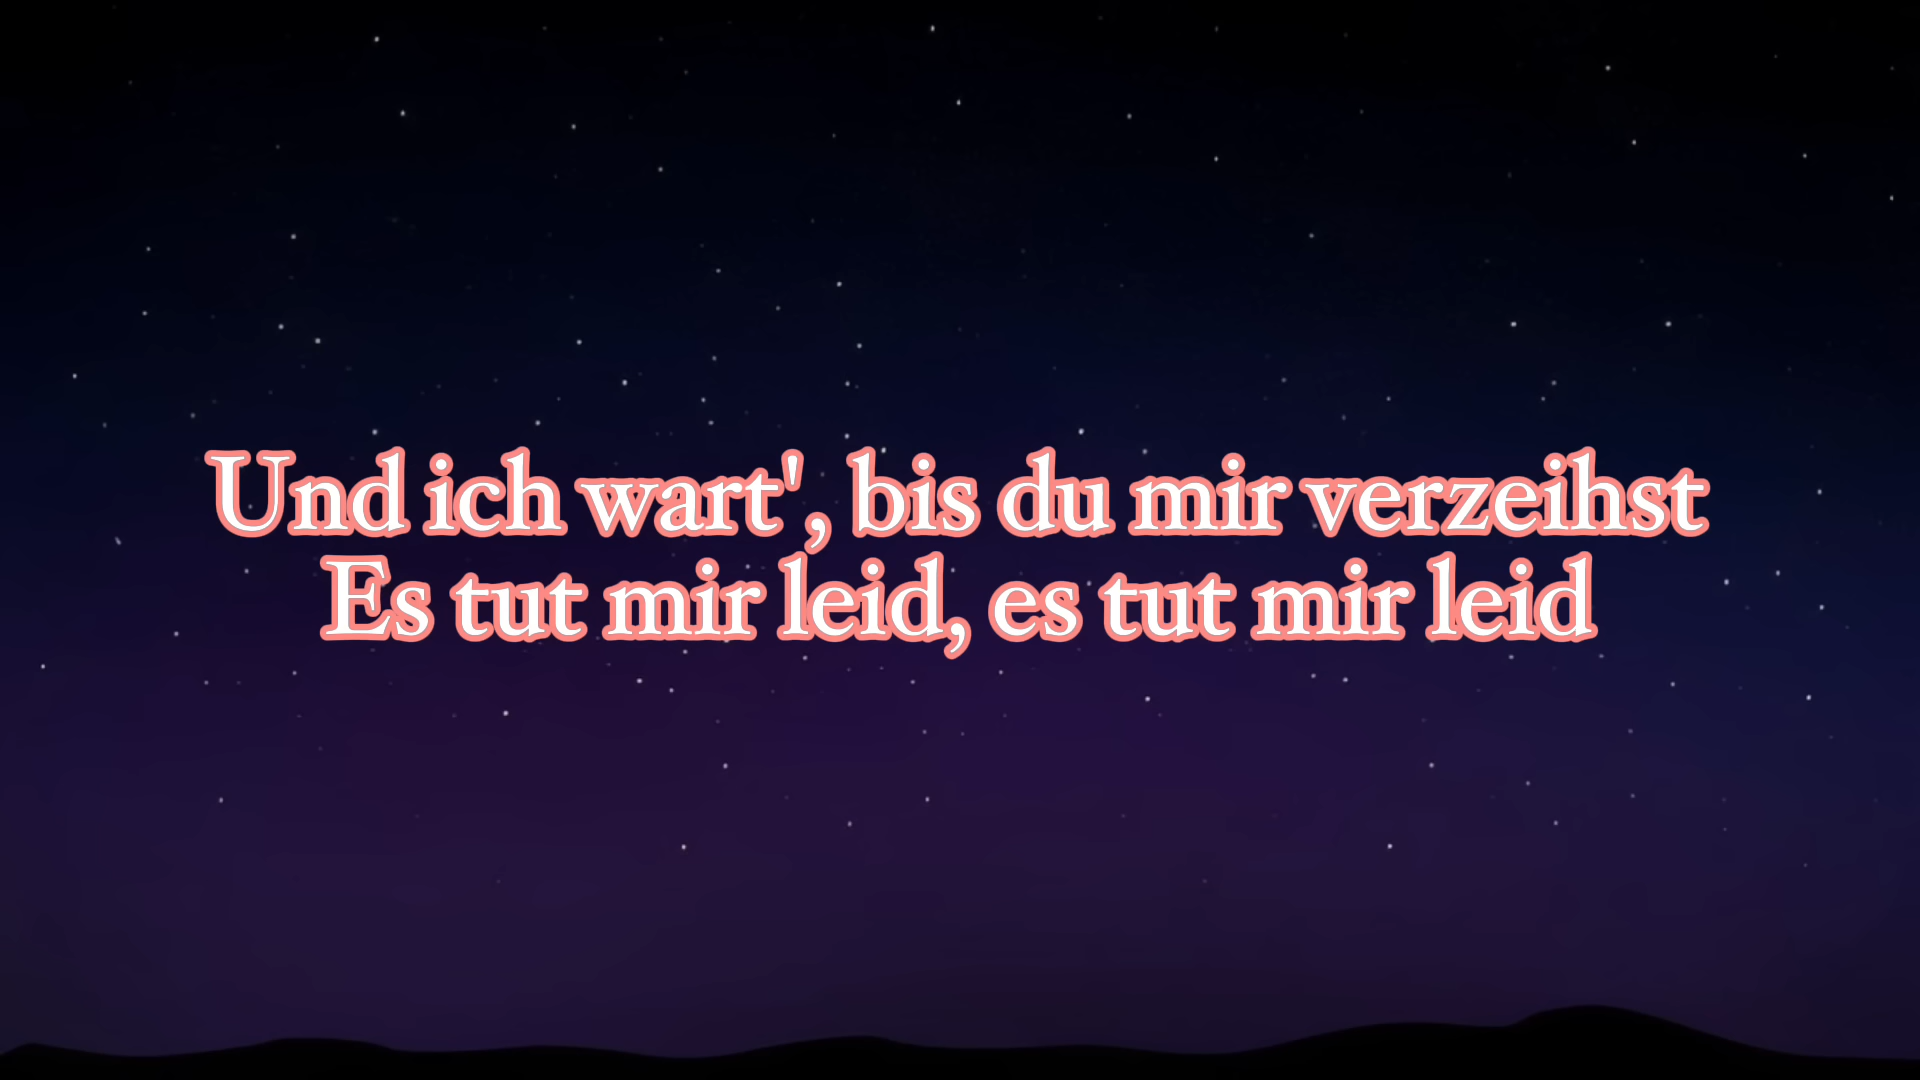 Und ich wart', bis du mir verzeihst
Es tut mir leid, es tut mir leid